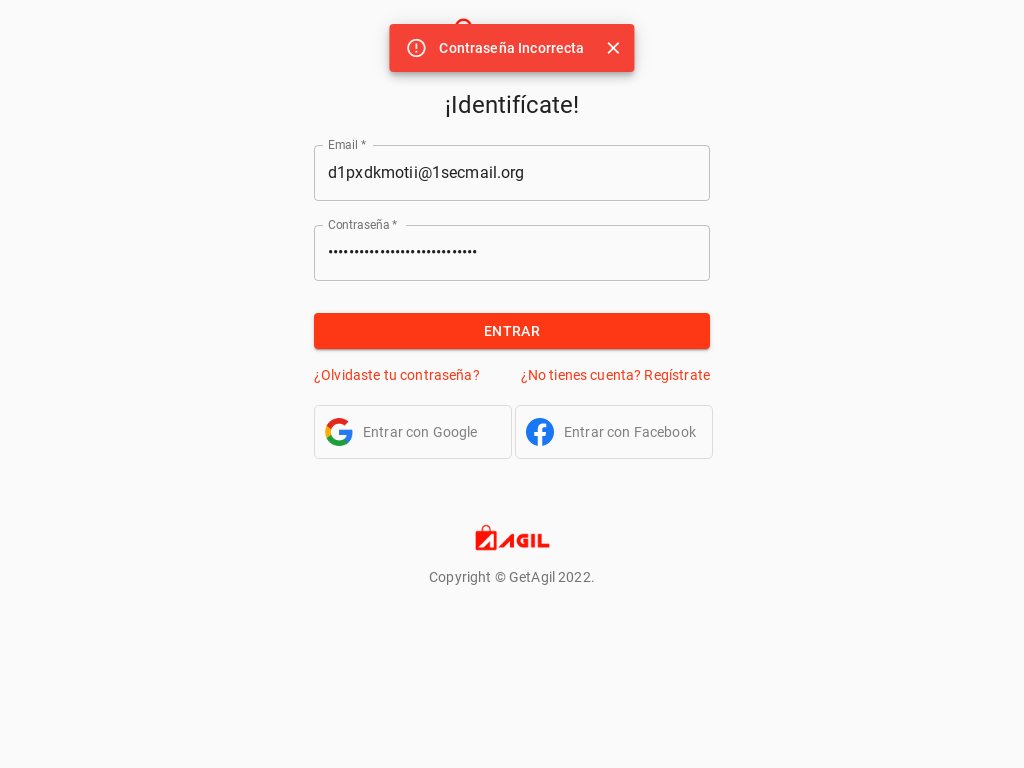 Contraseña Incorrecta
¡Identifícate!
Email *
d1pxdkmotii@1secmail.org
Contraseña *
•••••••••••••••••••••••••••••
ENTRAR
¿Olvidaste tu contraseña?
¿No tienes cuenta? Regístrate
Entrar con Google
Entrar con Facebook
AGIL
Copyright © GetAgil 2022.